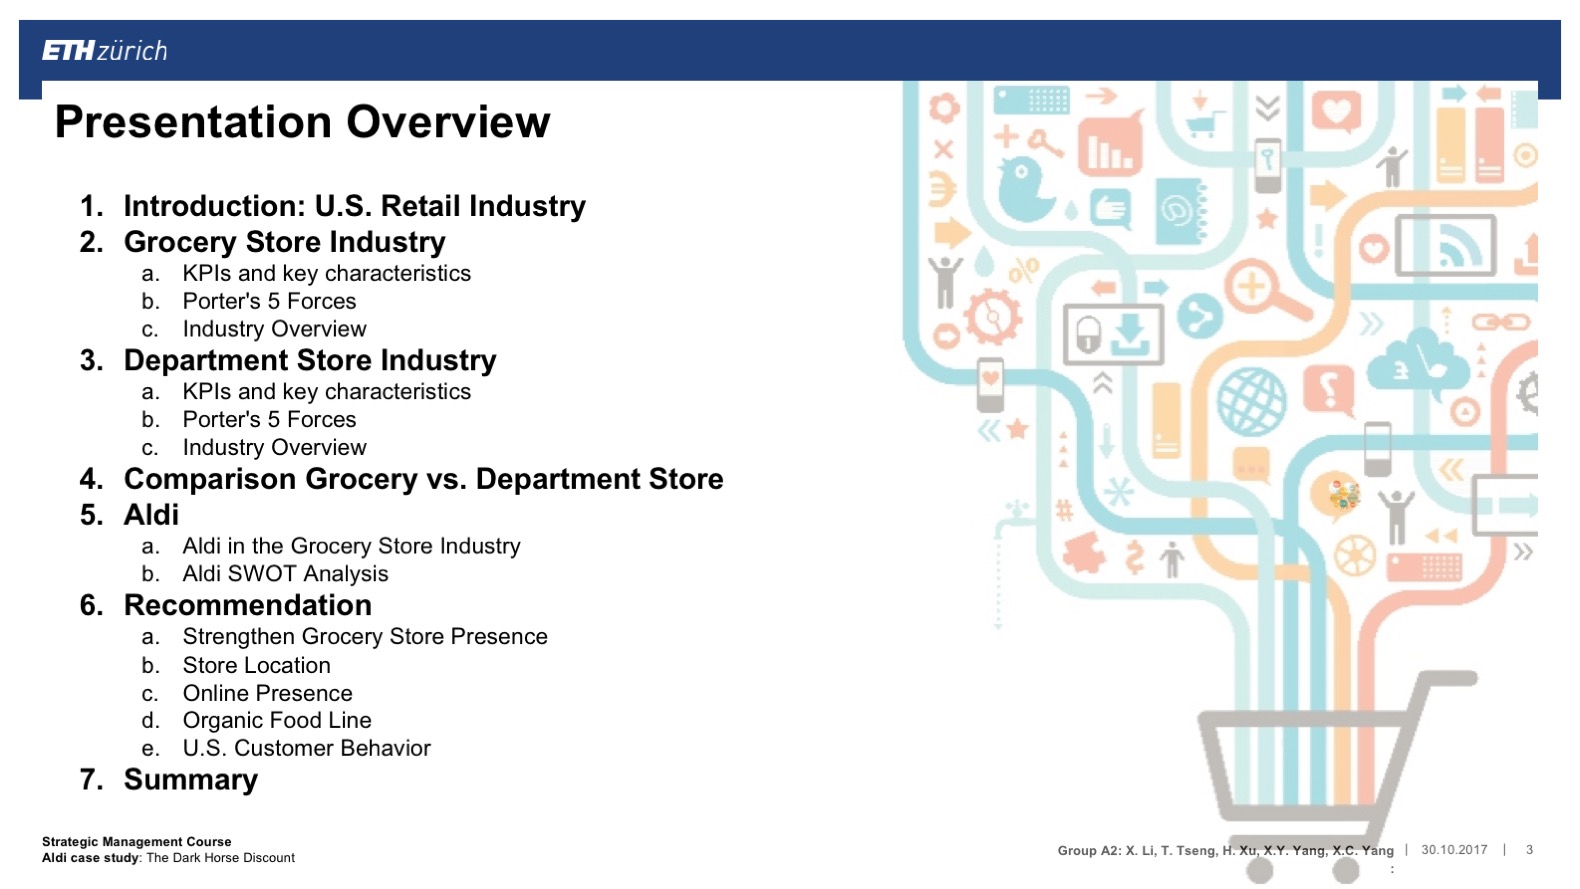 ETH zürich
Presentation Overview
1. Introduction: U.S. Retail Industry
2. Grocery Store Industry
a. KPIs and key characteristics
b. Porter's 5 Forces
c. Industry Overview
3. Department Store Industry
a. KPIs and key characteristics
b. Porter's 5 Forces
c. Industry Overview
4. Comparison Grocery vs. Department Store
5. Aldi
a. Aldi in the Grocery Store Industry
b. Aldi SWOT Analysis
6. Recommendation
a. Strengthen Grocery Store Presence
b. Store Location
c. Online Presence
d. Organic Food Line
e. U.S. Customer Behavior
7. Summary
Strategic Management Course
Aldi case study: The Dark Horse Discount
Group A2: X. Li, T. Tseng, H. Xu, X.Y. Yang, X.C. Yang | 30.10.2017 | 3
: